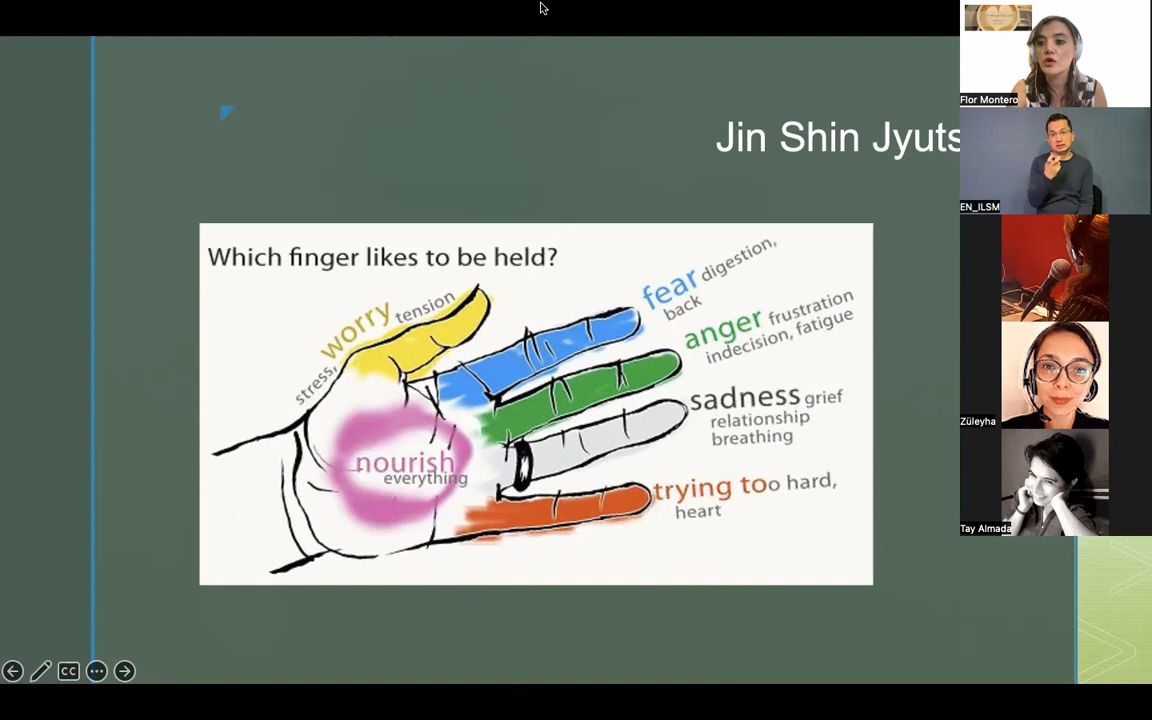 Jin Shin Jyuts
Which finger likes to be held?
worry tension
stress,
fear digestion,
back
anger frustration
indecision, fatigue
sadness grief
relationship
breathing
trying too hard,
heart
nourish
everything
CC
Flor Montero
EN_ILSM
Züleyha
Tay Almada